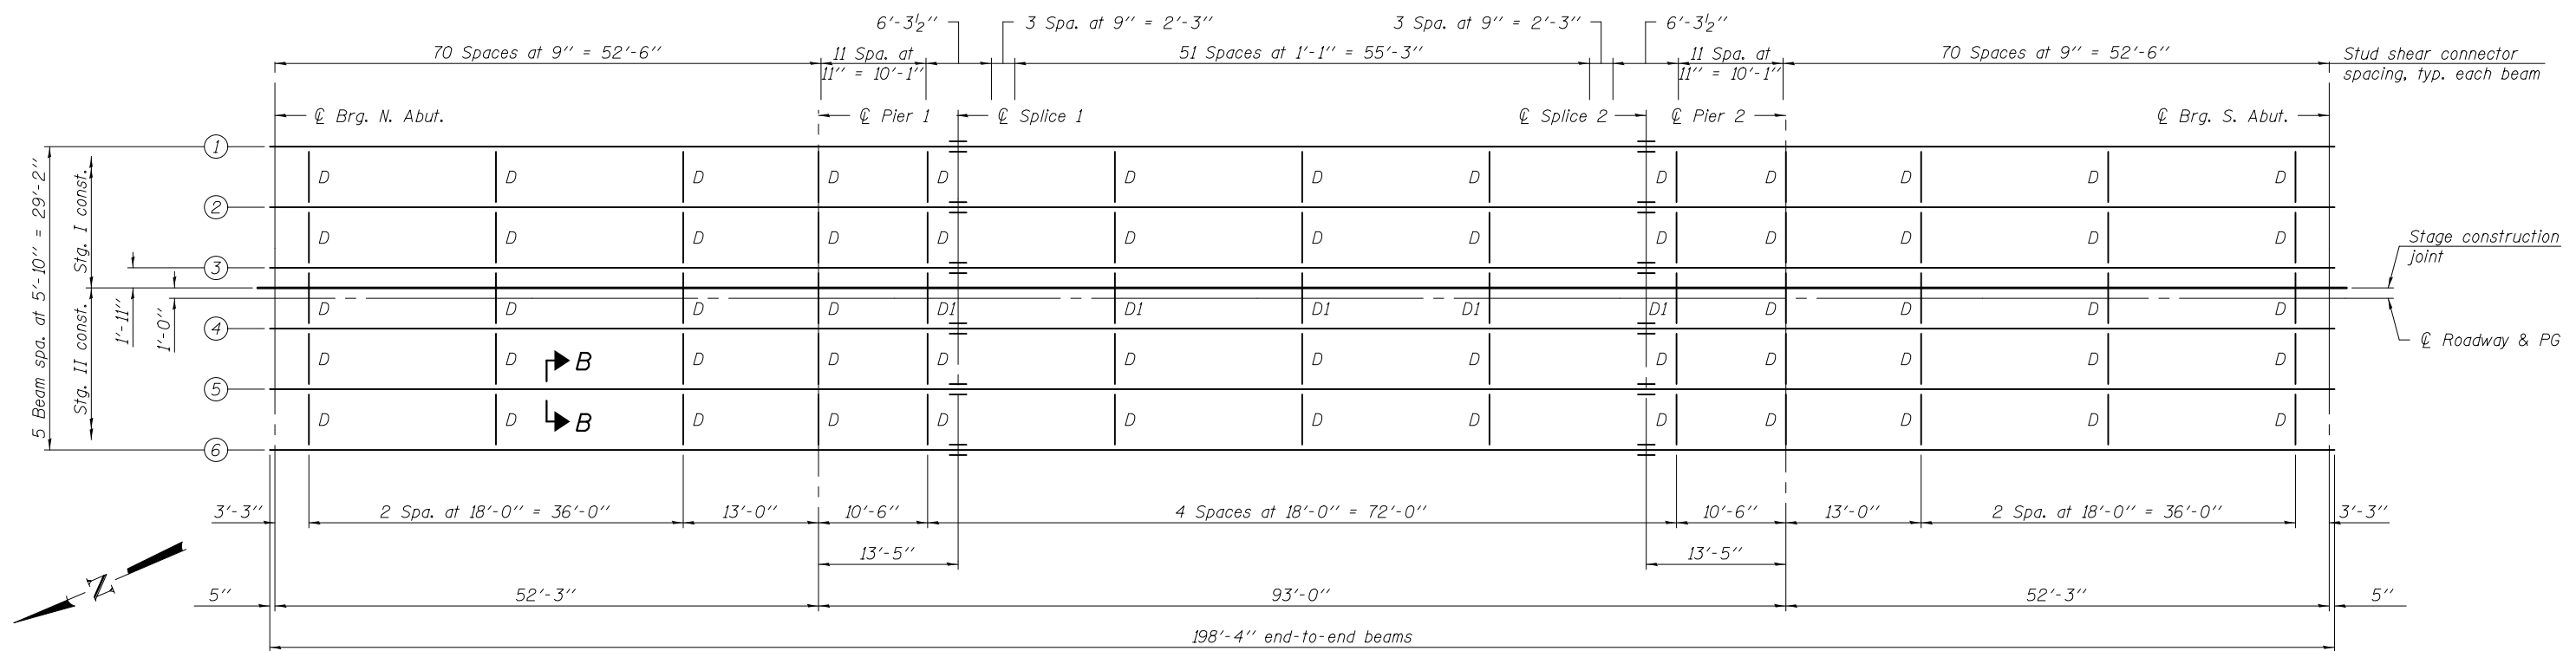 6'-3½"
3 Spa. at 9" = 2'-3"
3 Spa. at 9" = 2'-3"
6'-3½"
70 Spaces at 9" = 52'-6"
11 Spa. at
11" = 10'-1"
51 Spaces at 1'-1" = 55'-3"
11 Spa. at
11" = 10'-1"
70 Spaces at 9" = 52'-6"
Stud shear connector
spacing, typ. each beam
℄ Brg. N. Abut.
℄ Pier 1
℄ Splice 1
℄ Splice 2
℄ Pier 2
℄ Brg. S. Abut.
5 Beam spa. at 5'-10" = 29'-2"
Stg. I const.
Stg. II const.
1'-11"
1'-0"
1
D D D D D D D D D D D D D
2
D D D D D D D D D D D D D
3
Stage construction
joint
D D D D D1 D1 D1 D1 D1 D D D D
4
℄ Roadway & PG
D D D D D D D D D D D D D
B
B
5
D D D D D D D D D D D D D
6
3'-3"
2 Spa. at 18'-0" = 36'-0"
13'-0"
10'-6"
4 Spaces at 18'-0" = 72'-0"
10'-6"
13'-0"
2 Spa. at 18'-0" = 36'-0"
3'-3"
13'-5"
13'-5"
N
5"
52'-3"
93'-0"
52'-3"
5"
198'-4" end-to-end beams